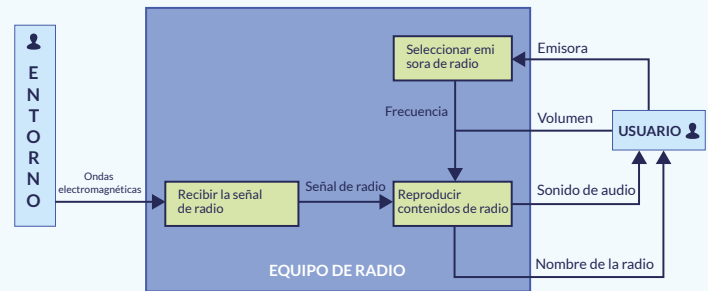 ENTORNO
Ondas
electromagnéticas
Recibir la señal
de radio
Señal de radio
Seleccionar emi
sora de radio
Frecuencia
Reproducir
contenidos de radio
EQUIPO DE RADIO
Emisora
Volumen
USUARIO
Sonido de audio
Nombre de la radio